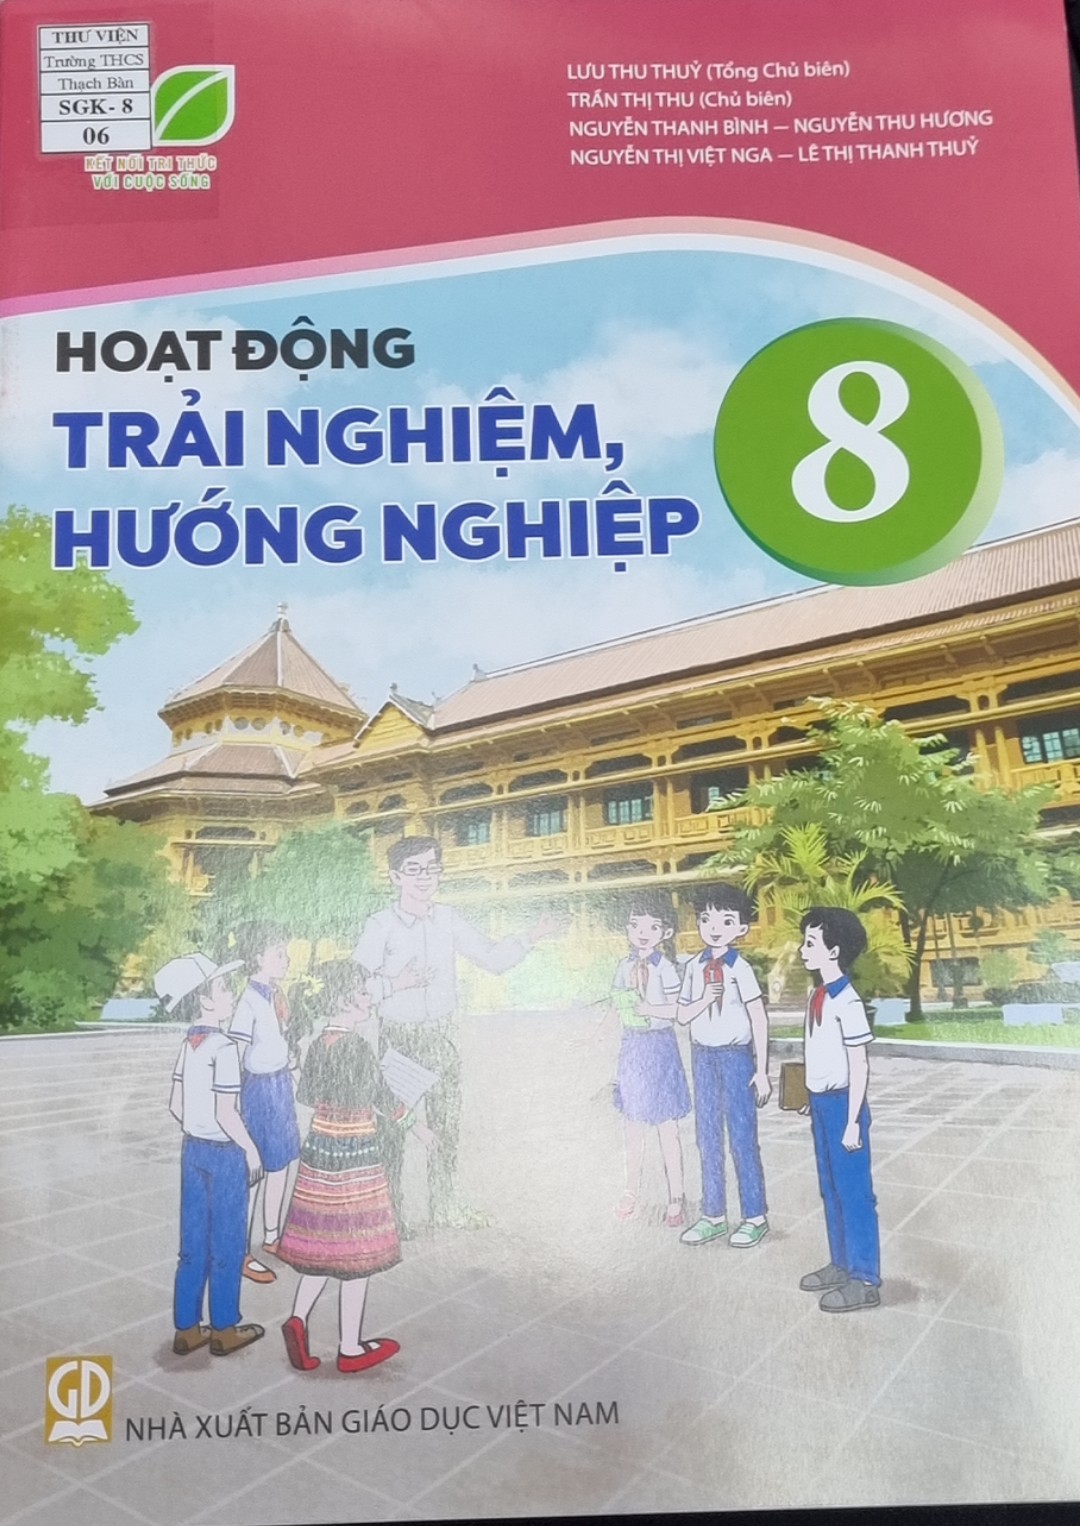 THƯ VIỆN
Trường THCS
Thạch Bàn
SGK- 8
06
KẾT NỐI TRI THỨC
VỚI CUỘC SỐNG
LƯU THU THUỶ (Tổng Chủ biên)
TRẦN THỊ THU (Chủ biên)
NGUYỄN THANH BÌNH – NGUYỄN THU HƯƠNG
NGUYỄN THỊ VIỆT NGA – LÊ THỊ THANH THUỶ
HOẠT ĐỘNG
TRẢI NGHIỆM,
HƯỚNG NGHIỆP
8
GD
NHÀ XUẤT BẢN GIÁO DỤC VIỆT NAM